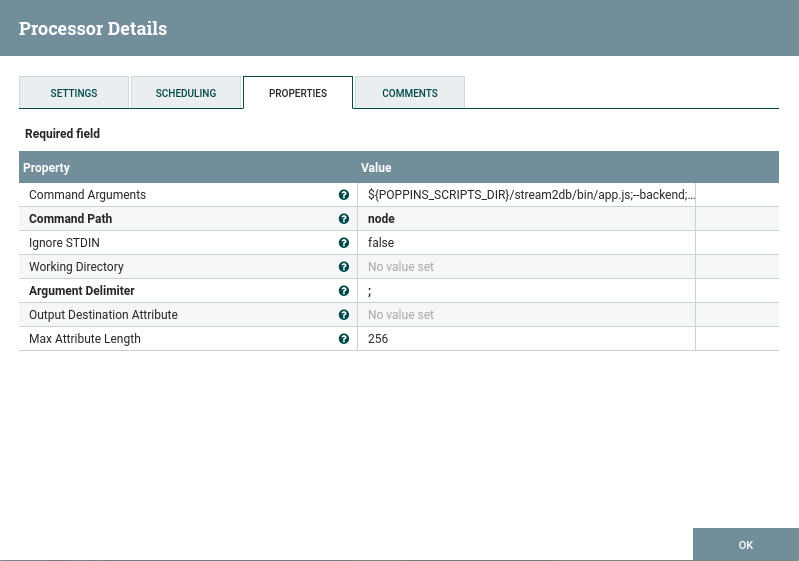 Processor Details
SETTINGS SCHEDULING PROPERTIES COMMENTS
Required field
Property Value
Command Arguments ${POPPINS_SCRIPTS_DIR}/stream2db/bin/app.js;--backend;...
Command Path node
Ignore STDIN false
Working Directory No value set
Argument Delimiter ;
Output Destination Attribute No value set
Max Attribute Length 256
OK